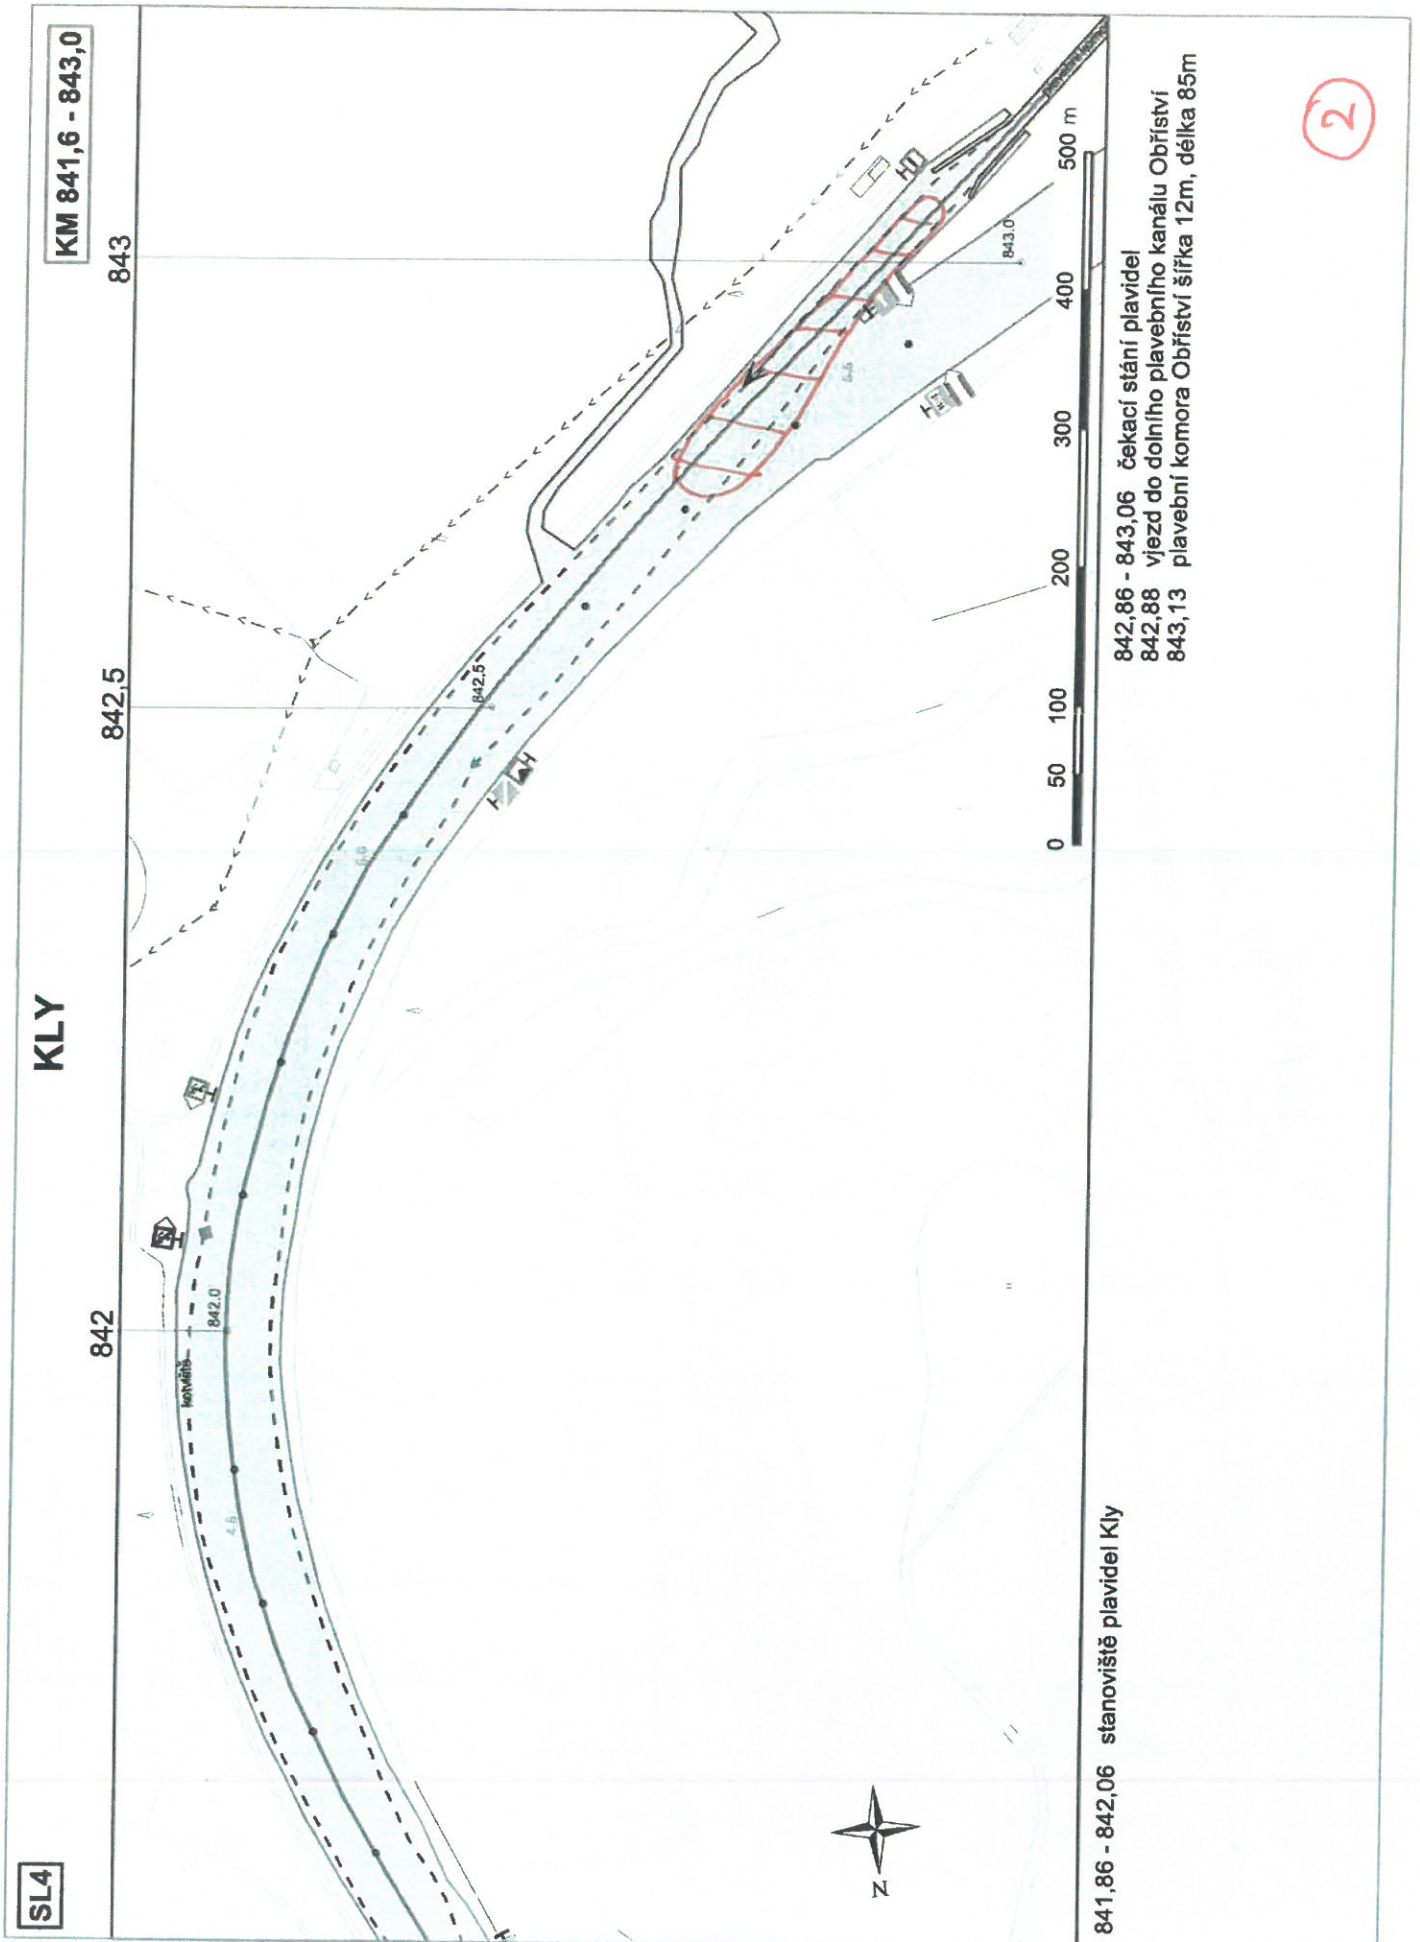 SL4
KLY
KM 841,6 - 843,0
842
842,5
843
kotviště
842.0
4.6
842.5
843.0
N
0 50 100 200 300 400 500 m
841,86 - 842,06 stanoviště plavidel Kly
842,86 - 843,06 čekací stání plavidel
842,88 vjezd do dolního plavebního kanálu Obříství
843,13 plavební komora Obříství šířka 12m, délka 85m
2